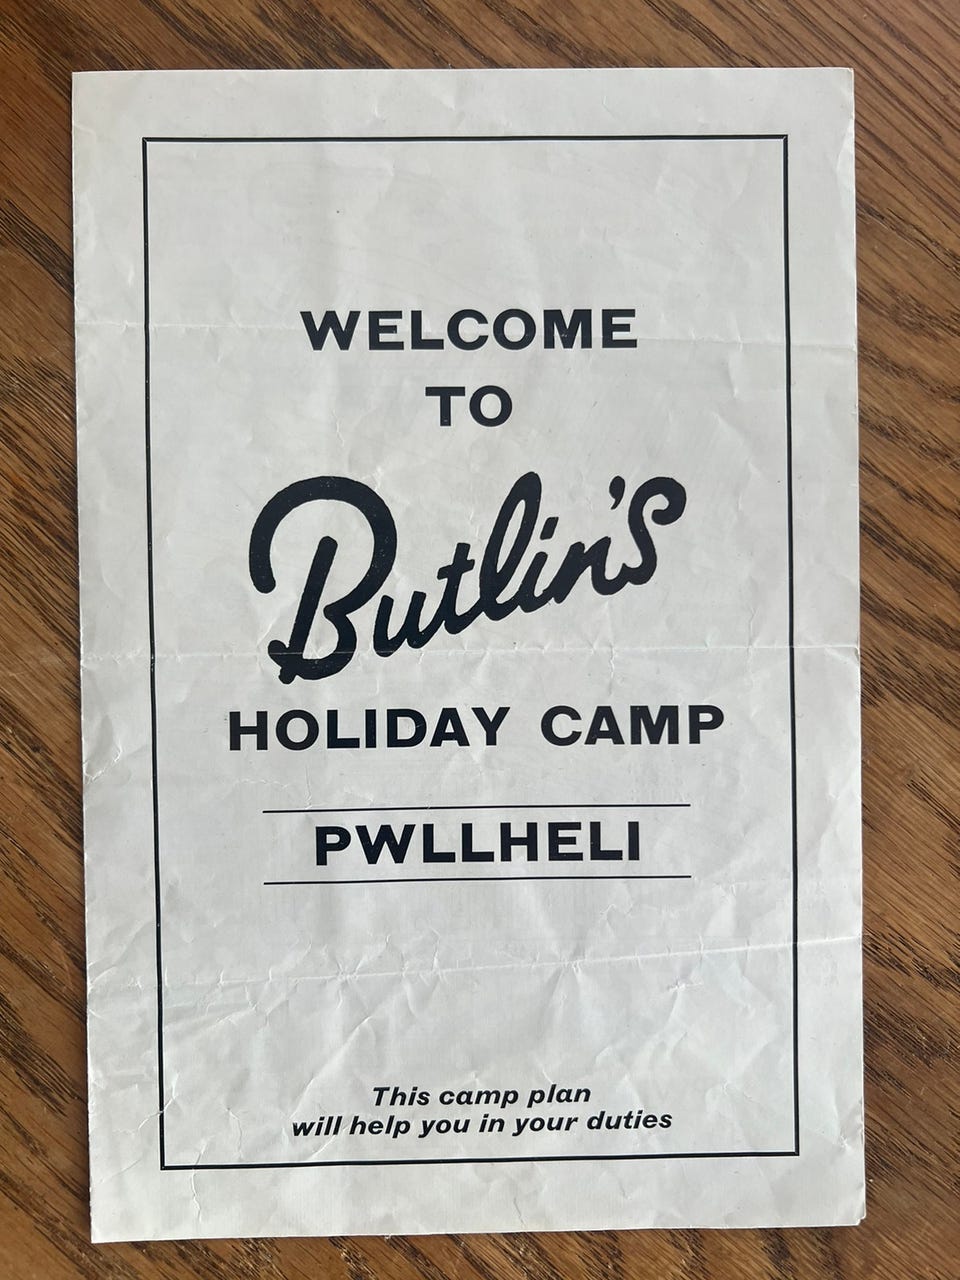 WELCOME
TO
Butlin's
HOLIDAY CAMP
PWLLHELI
This camp plan
will help you in your duties